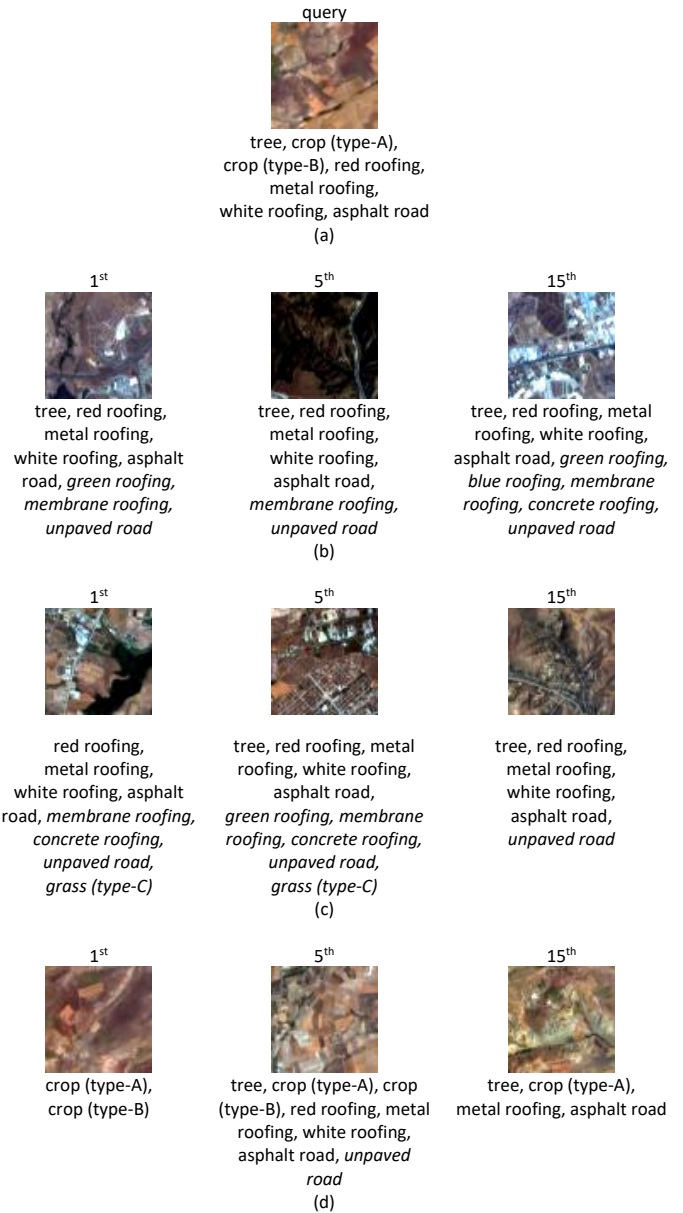 query
tree, crop (type-A),
crop (type-B), red roofing,
metal roofing,
white roofing, asphalt road
(a)
1st
5th
15th
tree, red roofing,
metal roofing,
white roofing, asphalt
road, green roofing,
membrane roofing,
unpaved road
tree, red roofing,
metal roofing,
white roofing,
asphalt road,
membrane roofing,
unpaved road
tree, red roofing, metal
roofing, white roofing,
asphalt road, green roofing,
blue roofing, membrane
roofing, concrete roofing,
unpaved road
(b)
1st
5th
15th
red roofing,
metal roofing,
white roofing, asphalt
road, membrane roofing,
concrete roofing,
unpaved road,
grass (type-C)
tree, red roofing, metal
roofing, white roofing,
asphalt road,
green roofing, membrane
roofing, concrete roofing,
unpaved road,
grass (type-C)
tree, red roofing,
metal roofing,
white roofing,
asphalt road,
unpaved road
(c)
1st
5th
15th
crop (type-A),
crop (type-B)
tree, crop (type-A), crop
(type-B), red roofing, metal
roofing, white roofing,
asphalt road, unpaved
road
tree, crop (type-A),
metal roofing, asphalt road
(d)